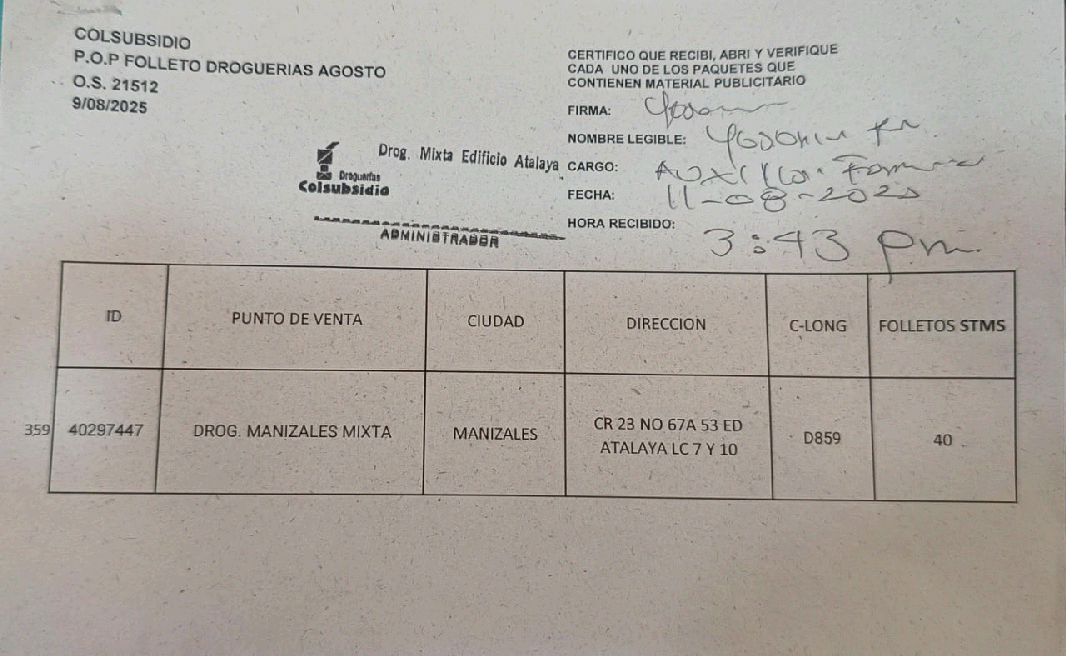 COLSUBSIDIO
P.O.P FOLLETO DROGUERIAS AGOSTO
O.S. 21512
9/08/2025
CERTIFICO QUE RECIBI, ABRI Y VERIFIQUE
CADA UNO DE LOS PAQUETES QUE
CONTIENEN MATERIAL PUBLICITARIO
FIRMA:
NOMBRE LEGIBLE:
CARGO: Auxiliar
FECHA: 11-08-2025
HORA RECIBIDO: 3:43 pm
Drog. Mixta Edificio Atalaya
Droguerías
Colsubsidio
ADMINISTRADOR
ID PUNTO DE VENTA CIUDAD DIRECCION C-LONG FOLLETOS STMS
359 40297447 DROG. MANIZALES MIXTA MANIZALES CR 23 NO 67A 53 ED D859 40
ATALAYA LC 7 Y 10